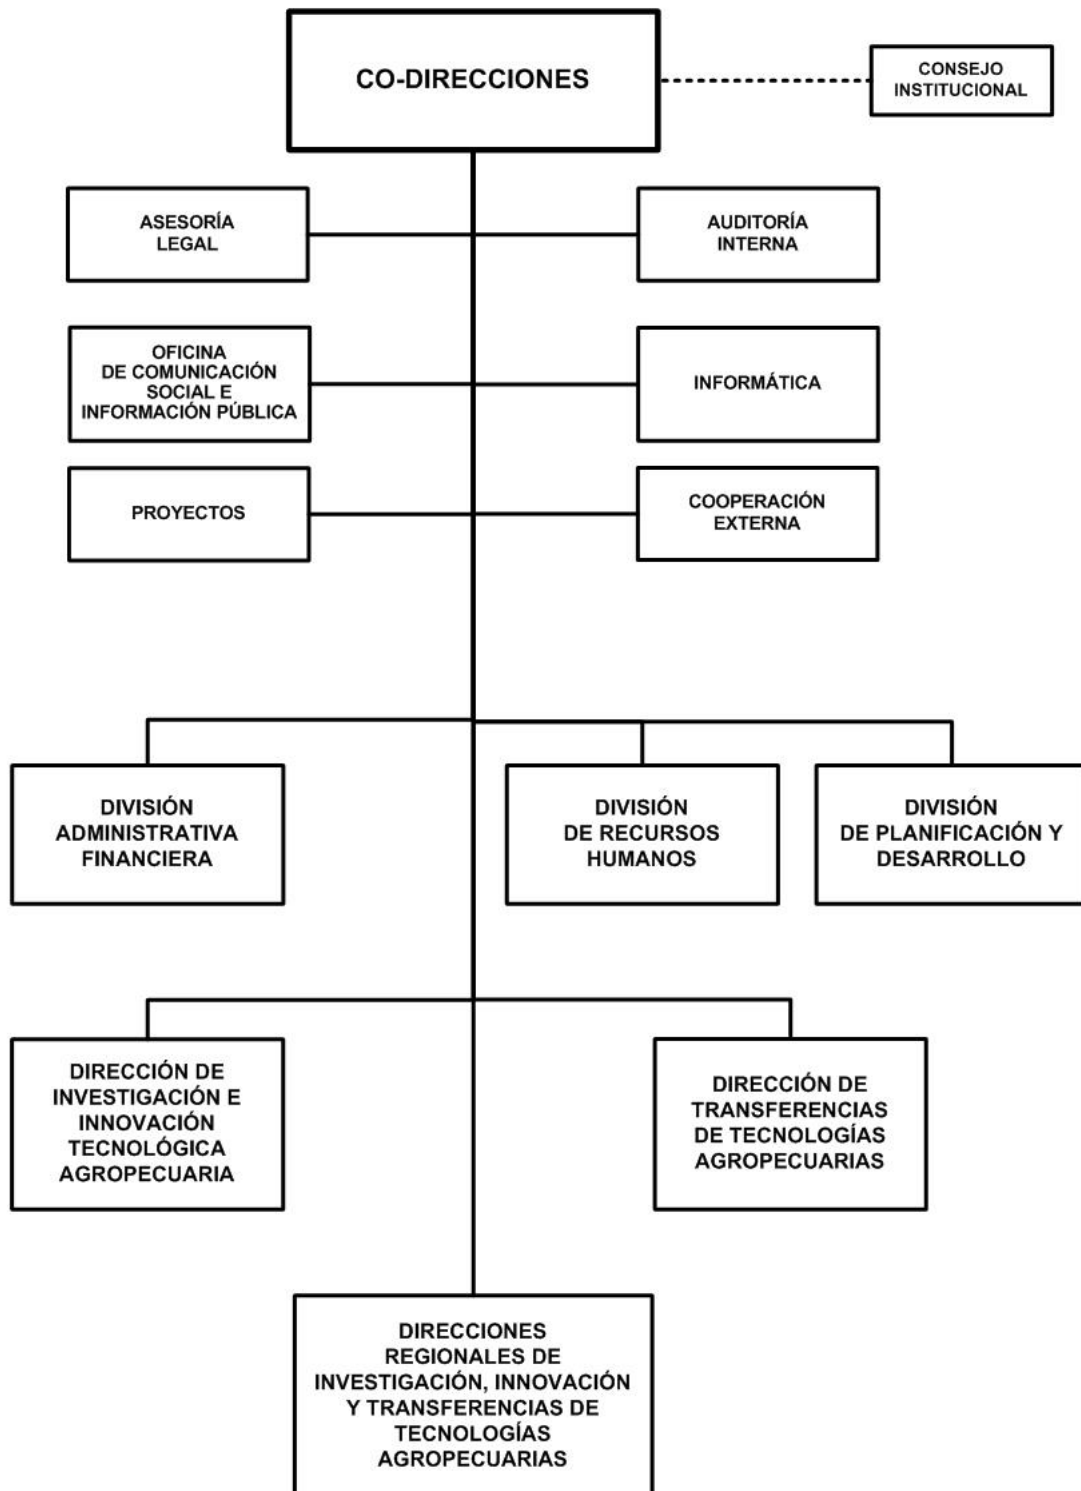 CO-DIRECCIONES
CONSEJO
INSTITUCIONAL
ASESORÍA
LEGAL
AUDITORÍA
INTERNA
OFICINA
DE COMUNICACIÓN
SOCIAL E
INFORMACIÓN PÚBLICA
INFORMÁTICA
PROYECTOS
COOPERACIÓN
EXTERNA
DIVISIÓN
ADMINISTRATIVA
FINANCIERA
DIVISIÓN
DE RECURSOS
HUMANOS
DIVISIÓN
DE PLANIFICACIÓN Y
DESARROLLO
DIRECCIÓN DE
INVESTIGACIÓN E
INNOVACIÓN
TECNOLÓGICA
AGROPECUARIA
DIRECCIÓN DE
TRANSFERENCIAS
DE TECNOLOGÍAS
AGROPECUARIAS
DIRECCIONES
REGIONALES DE
INVESTIGACIÓN, INNOVACIÓN
Y TRANSFERENCIAS DE
TECNOLOGÍAS
AGROPECUARIAS